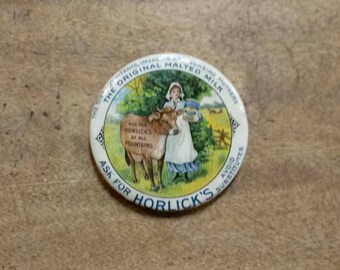 THE ORIGINAL MALTED MILK
ASK FOR
HORLICK'S
AT ALL
FOUNTAINS
ASK FOR HORLICK'S
AVOID
SUBSTITUTES